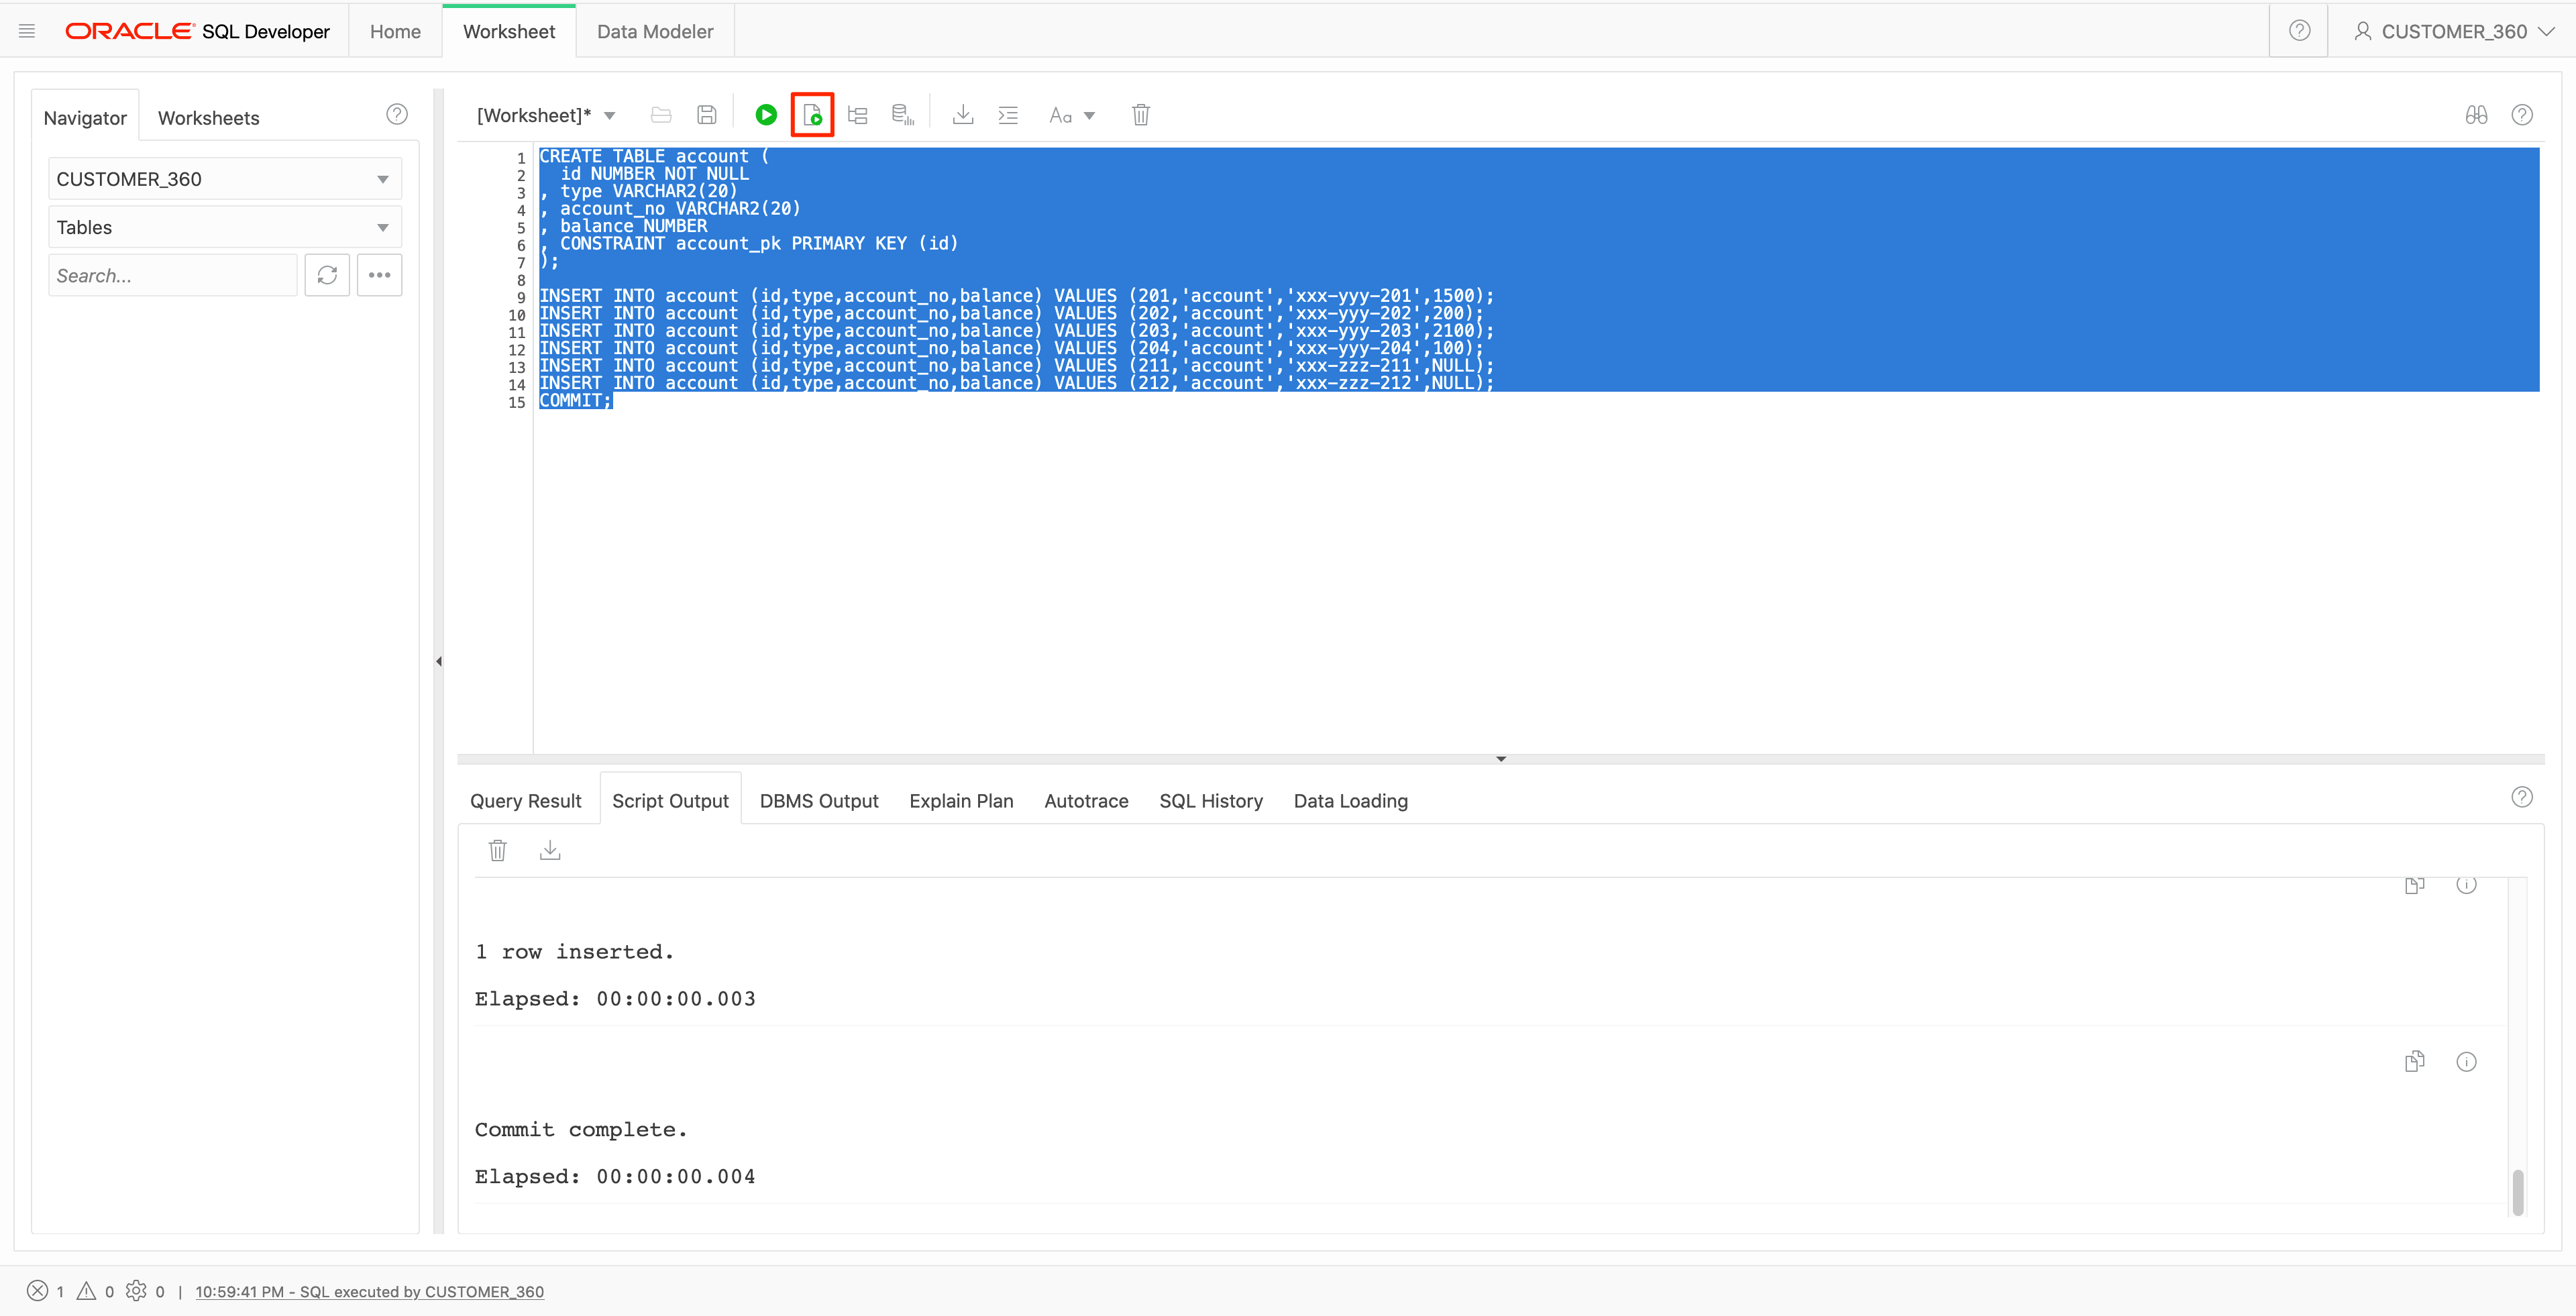 ORACLE SQL Developer
Home
Worksheet
Data Modeler
CUSTOMER_360
Navigator
Worksheets
CUSTOMER_360
Tables
Search...
[Worksheet]*
Aa
1 CREATE TABLE account (
2 id NUMBER NOT NULL
3 , type VARCHAR2(20)
4 , account_no VARCHAR2(20)
5 , balance NUMBER
6 , CONSTRAINT account_pk PRIMARY KEY (id)
7 );
8
9 INSERT INTO account (id,type,account_no,balance) VALUES (201,'account','xxx-yyy-201',1500);
10 INSERT INTO account (id,type,account_no,balance) VALUES (202,'account','xxx-yyy-202',200);
11 INSERT INTO account (id,type,account_no,balance) VALUES (203,'account','xxx-yyy-203',2100);
12 INSERT INTO account (id,type,account_no,balance) VALUES (204,'account','xxx-yyy-204',100);
13 INSERT INTO account (id,type,account_no,balance) VALUES (211,'account','xxx-zzz-211',NULL);
14 INSERT INTO account (id,type,account_no,balance) VALUES (212,'account','xxx-zzz-212',NULL);
15 COMMIT;
Query Result
Script Output
DBMS Output
Explain Plan
Autotrace
SQL History
Data Loading
1 row inserted.
Elapsed: 00:00:00.003
Commit complete.
Elapsed: 00:00:00.004
1 0 0 | 10:59:41 PM - SQL executed by CUSTOMER_360